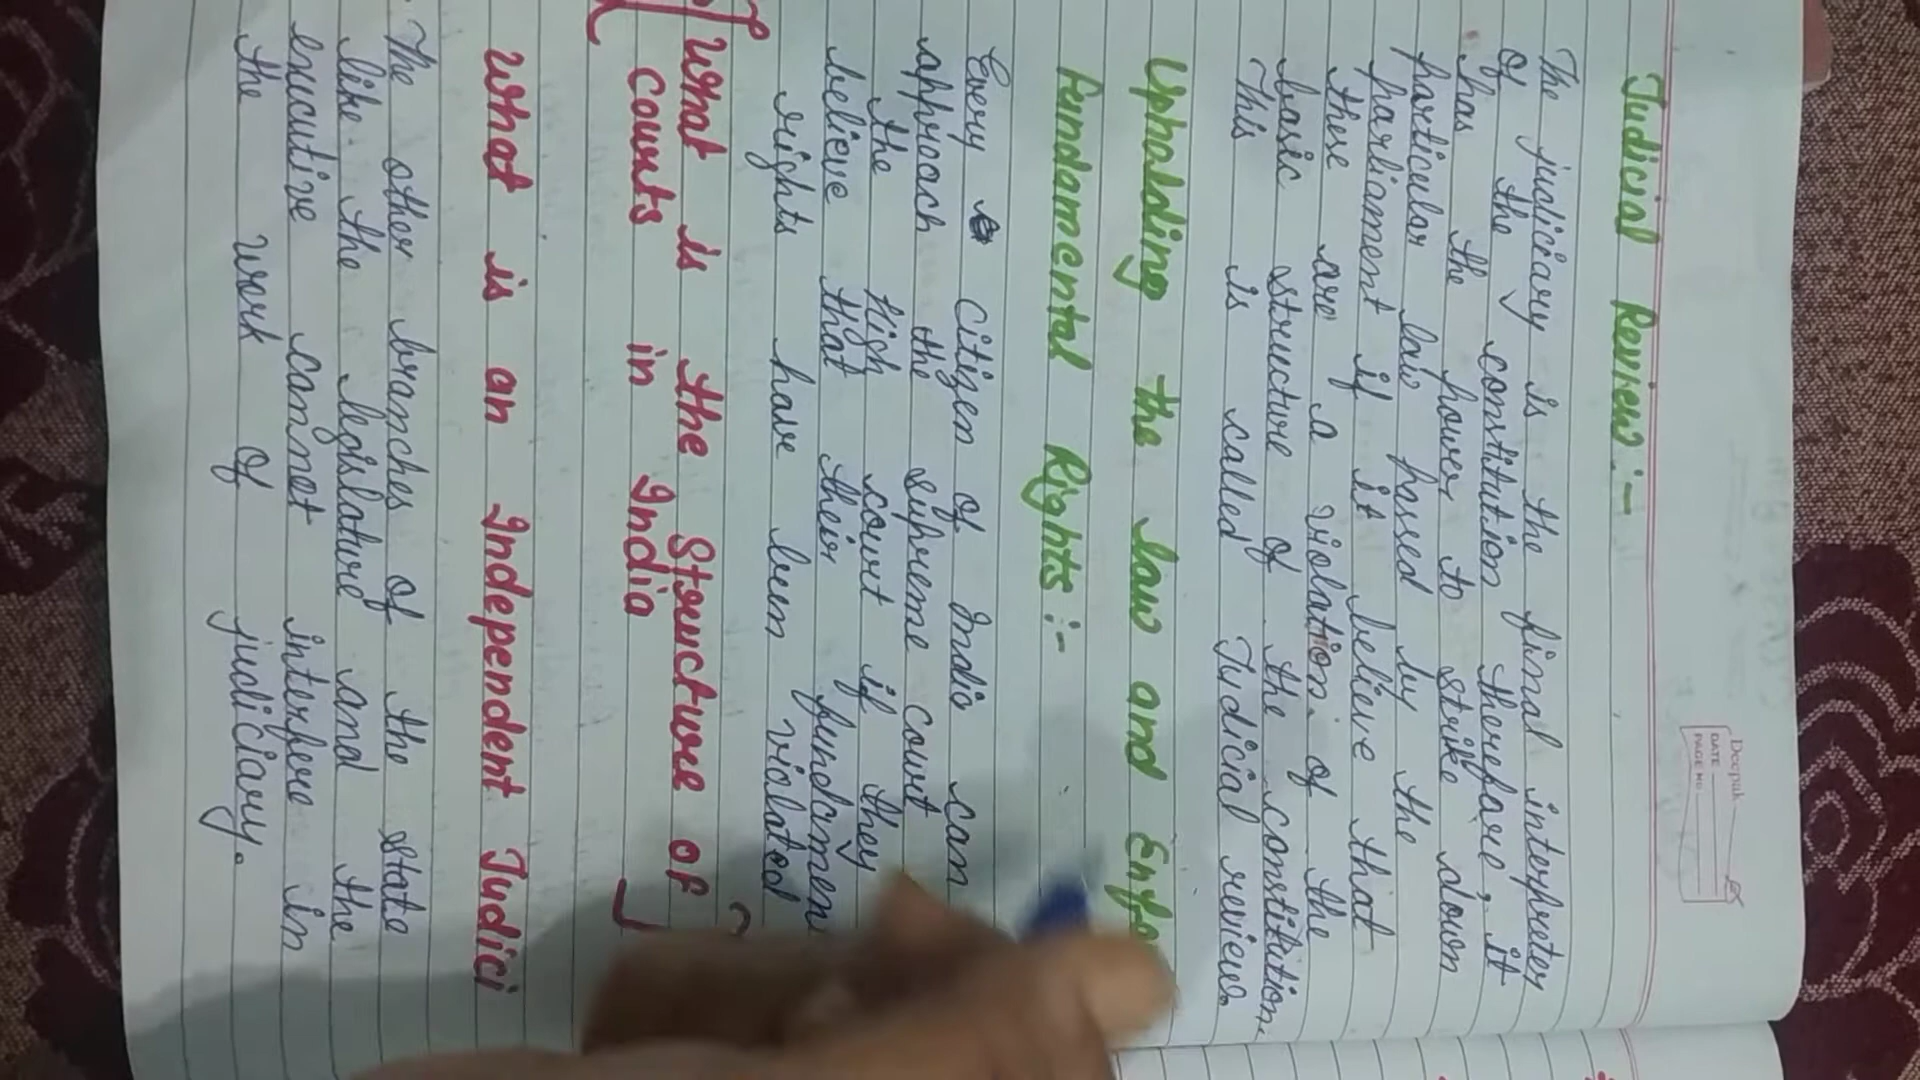 Deepak
DATE
PAGE NO.
Judicial Review :-
The judiciary is the final interpreter
of the constitution therefore, it
has the power to strike down
particular law passed by the
parliament if it believe that
these are a violation. of the
basic structure of the constitution.
This is called Judicial review.
Upholding the law and Enfo
Fundamental Rights :-
Every citizen of India can
approach the supreme court
the High court if they
believe that their fundamen
rights have been violated
What is the Structure of
courts in India
What is an Independent Judici
The other branches of the state
like the legislature and the
executive cannot interfere in
the work of judiciary.